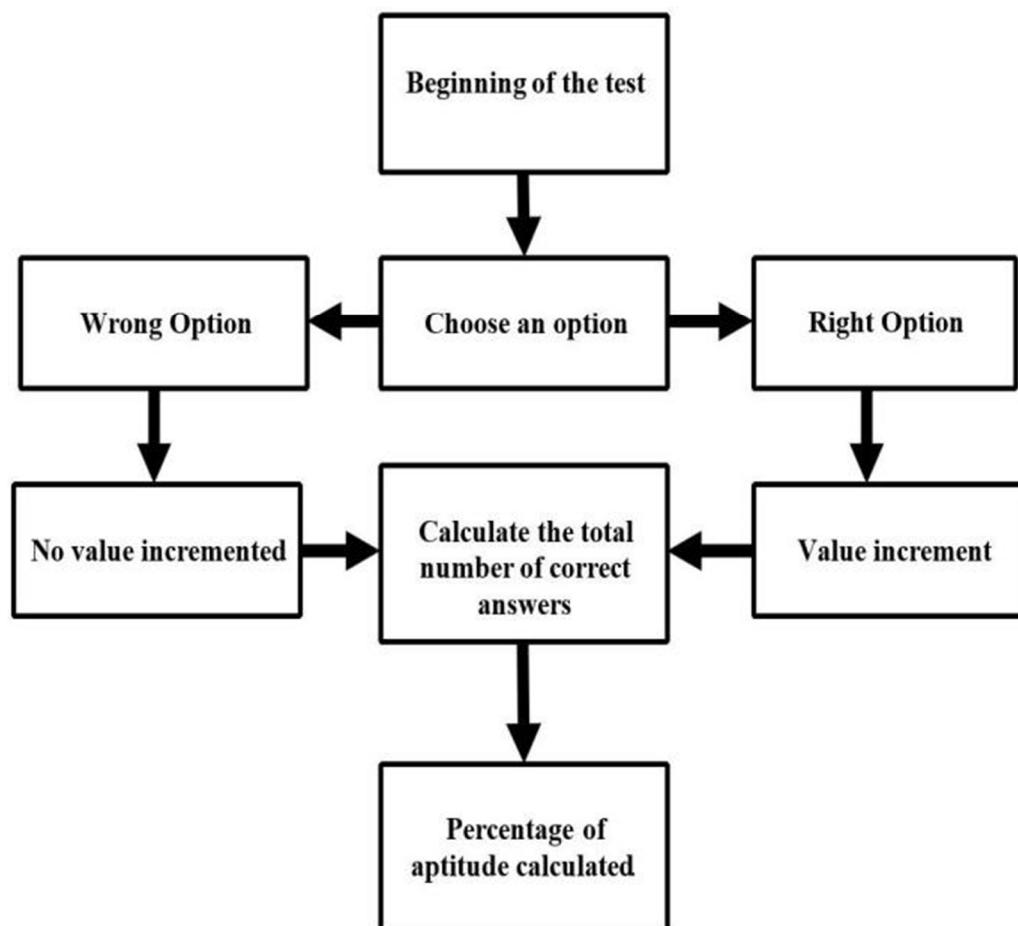 Beginning of the test
Wrong Option
Choose an option
Right Option
No value incremented
Calculate the total
number of correct
answers
Value increment
Percentage of
aptitude calculated